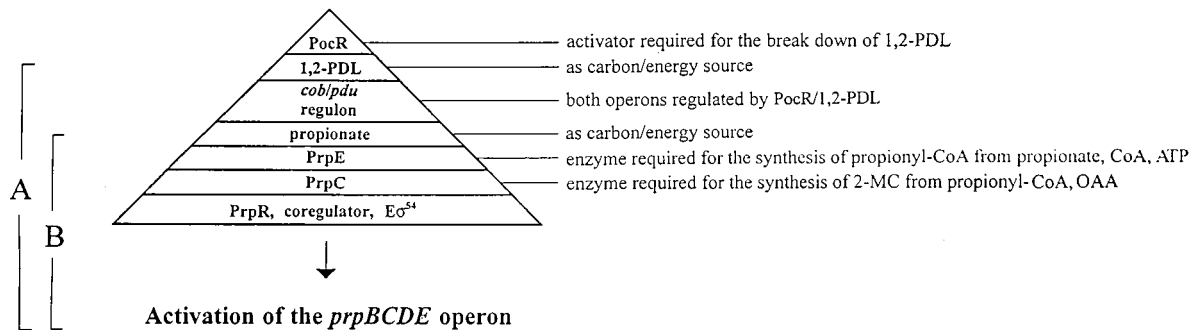 PocR
activator required for the break down of 1,2-PDL
1,2-PDL
as carbon/energy source
cob/pdu
regulon
both operons regulated by PocR/1,2-PDL
propionate
as carbon/energy source
PrpE
enzyme required for the synthesis of propionyl-CoA from propionate, CoA, ATP
PrpC
enzyme required for the synthesis of 2-MC from propionyl-CoA, OAA
PrpR, coregulator, Eσ⁵⁴
A
B
Activation of the prpBCDE operon